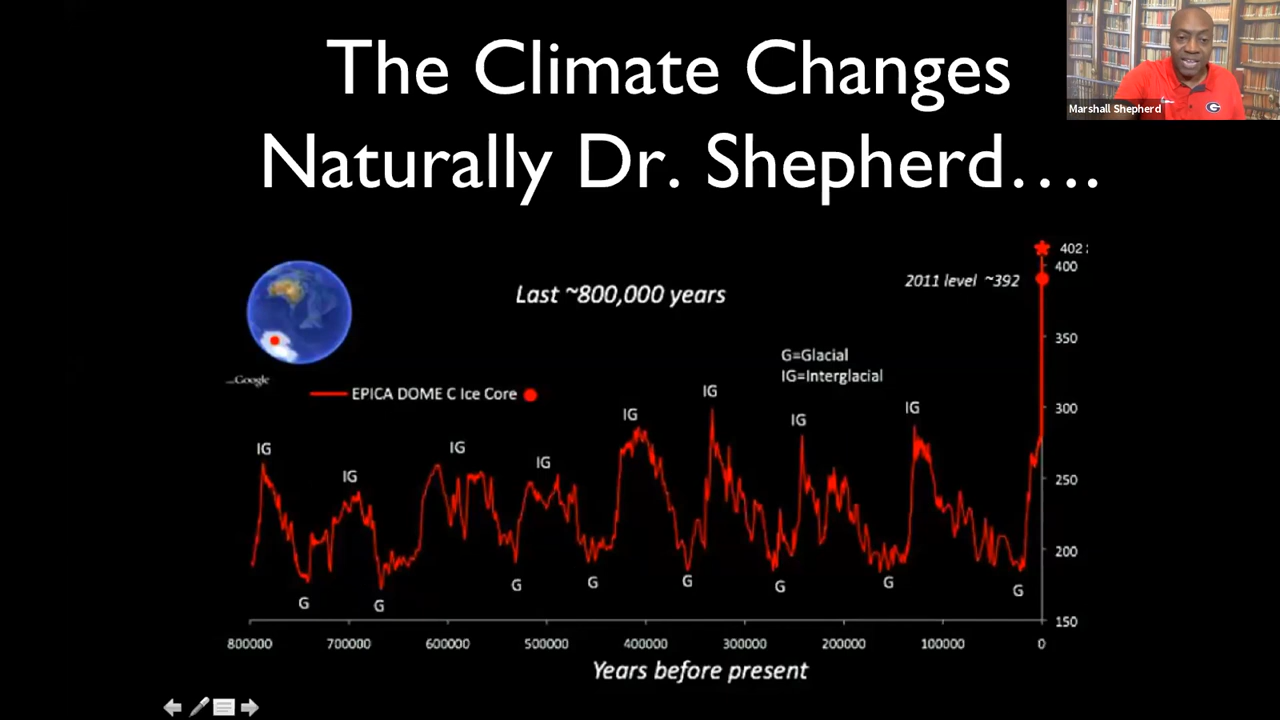 The Climate Changes
Naturally Dr. Shepherd....
Marshall Shepherd
G
402
400
2011 level ~392
Last ~800,000 years
350
G=Glacial
IG=Interglacial
...Google
EPICA DOME C Ice Core
300
IG
IG
IG
IG
IG
IG
IG
IG
250
200
G
G
G
G
G
G
G
G
150
800000
700000
600000
500000
400000
300000
200000
100000
0
Years before present